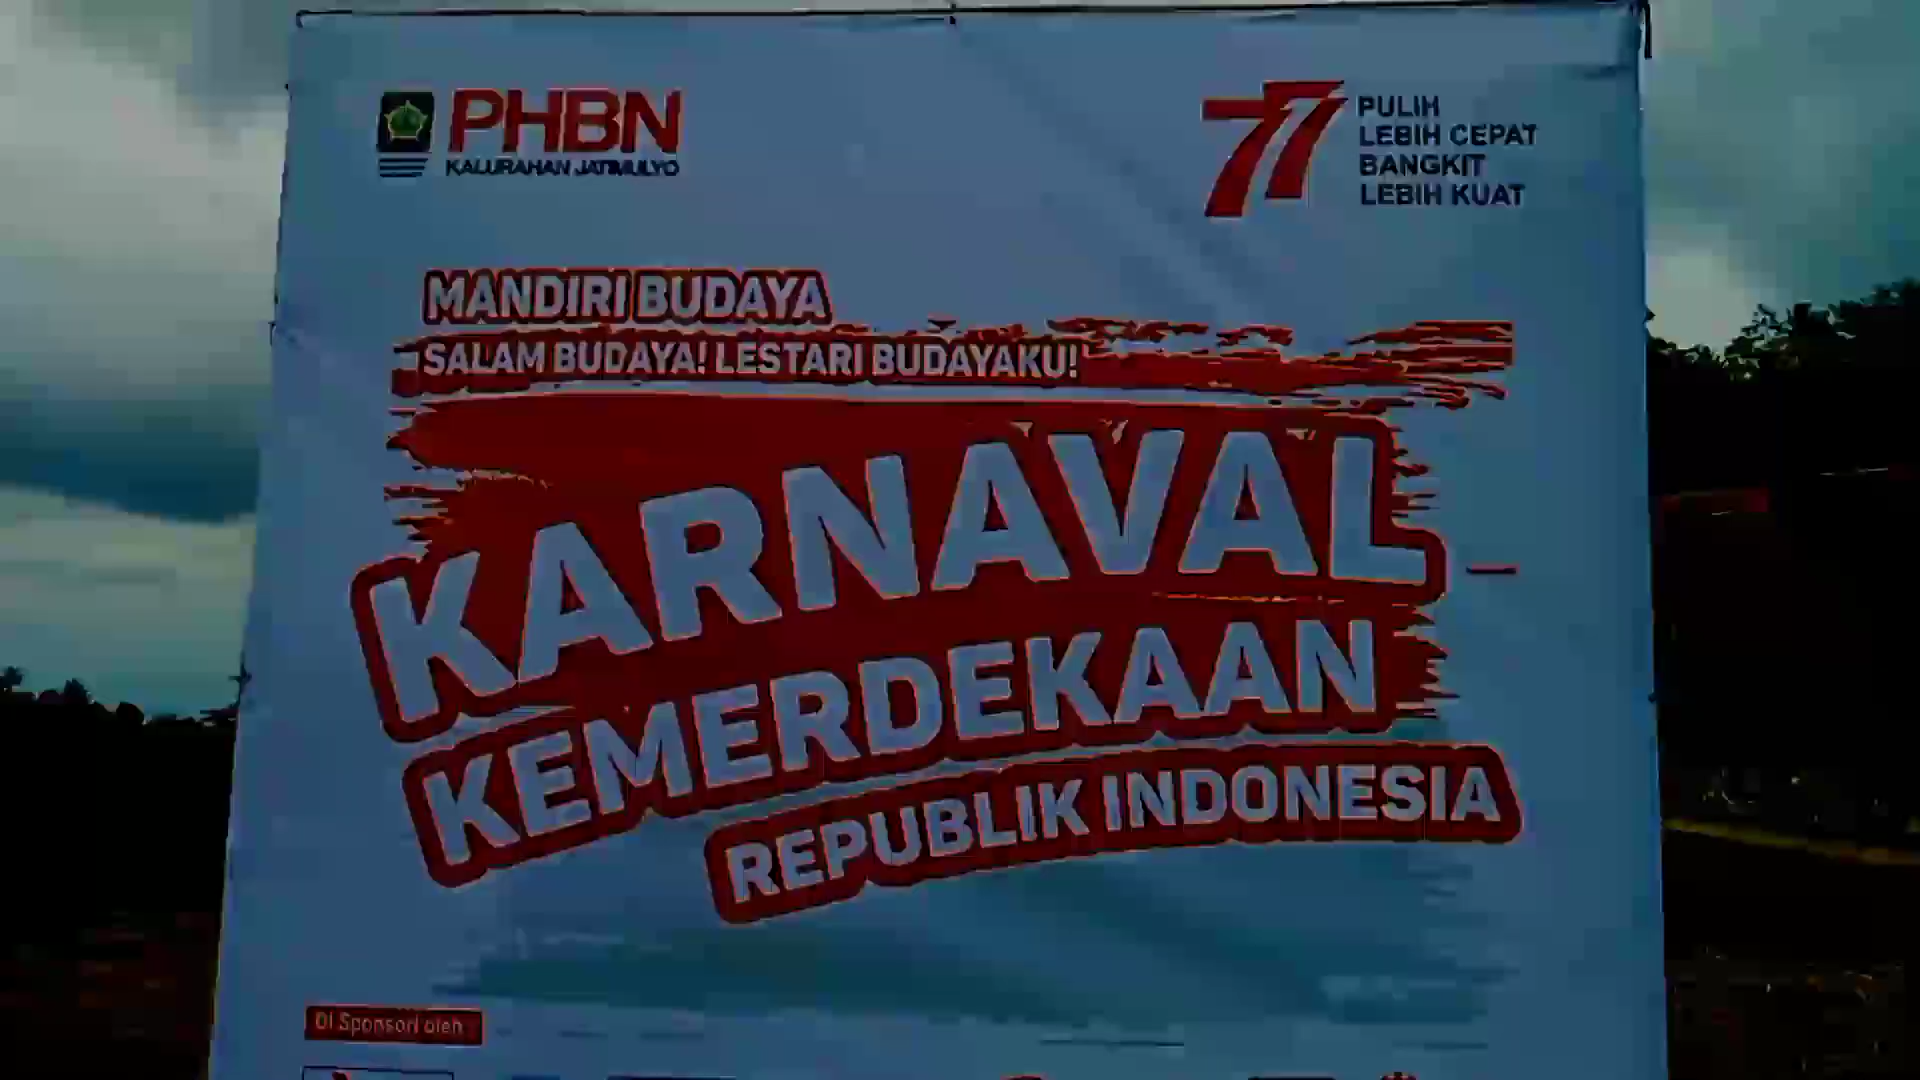 PHBN
KALURAHAN JATIMULYO
77
PULIH
LEBIH CEPAT
BANGKIT
LEBIH KUAT
MANDIRI BUDAYA
SALAM BUDAYA! LESTARI BUDAYAKU!
KARNAVAL
KEMERDEKAAN
REPUBLIK INDONESIA
Di Sponsori oleh :